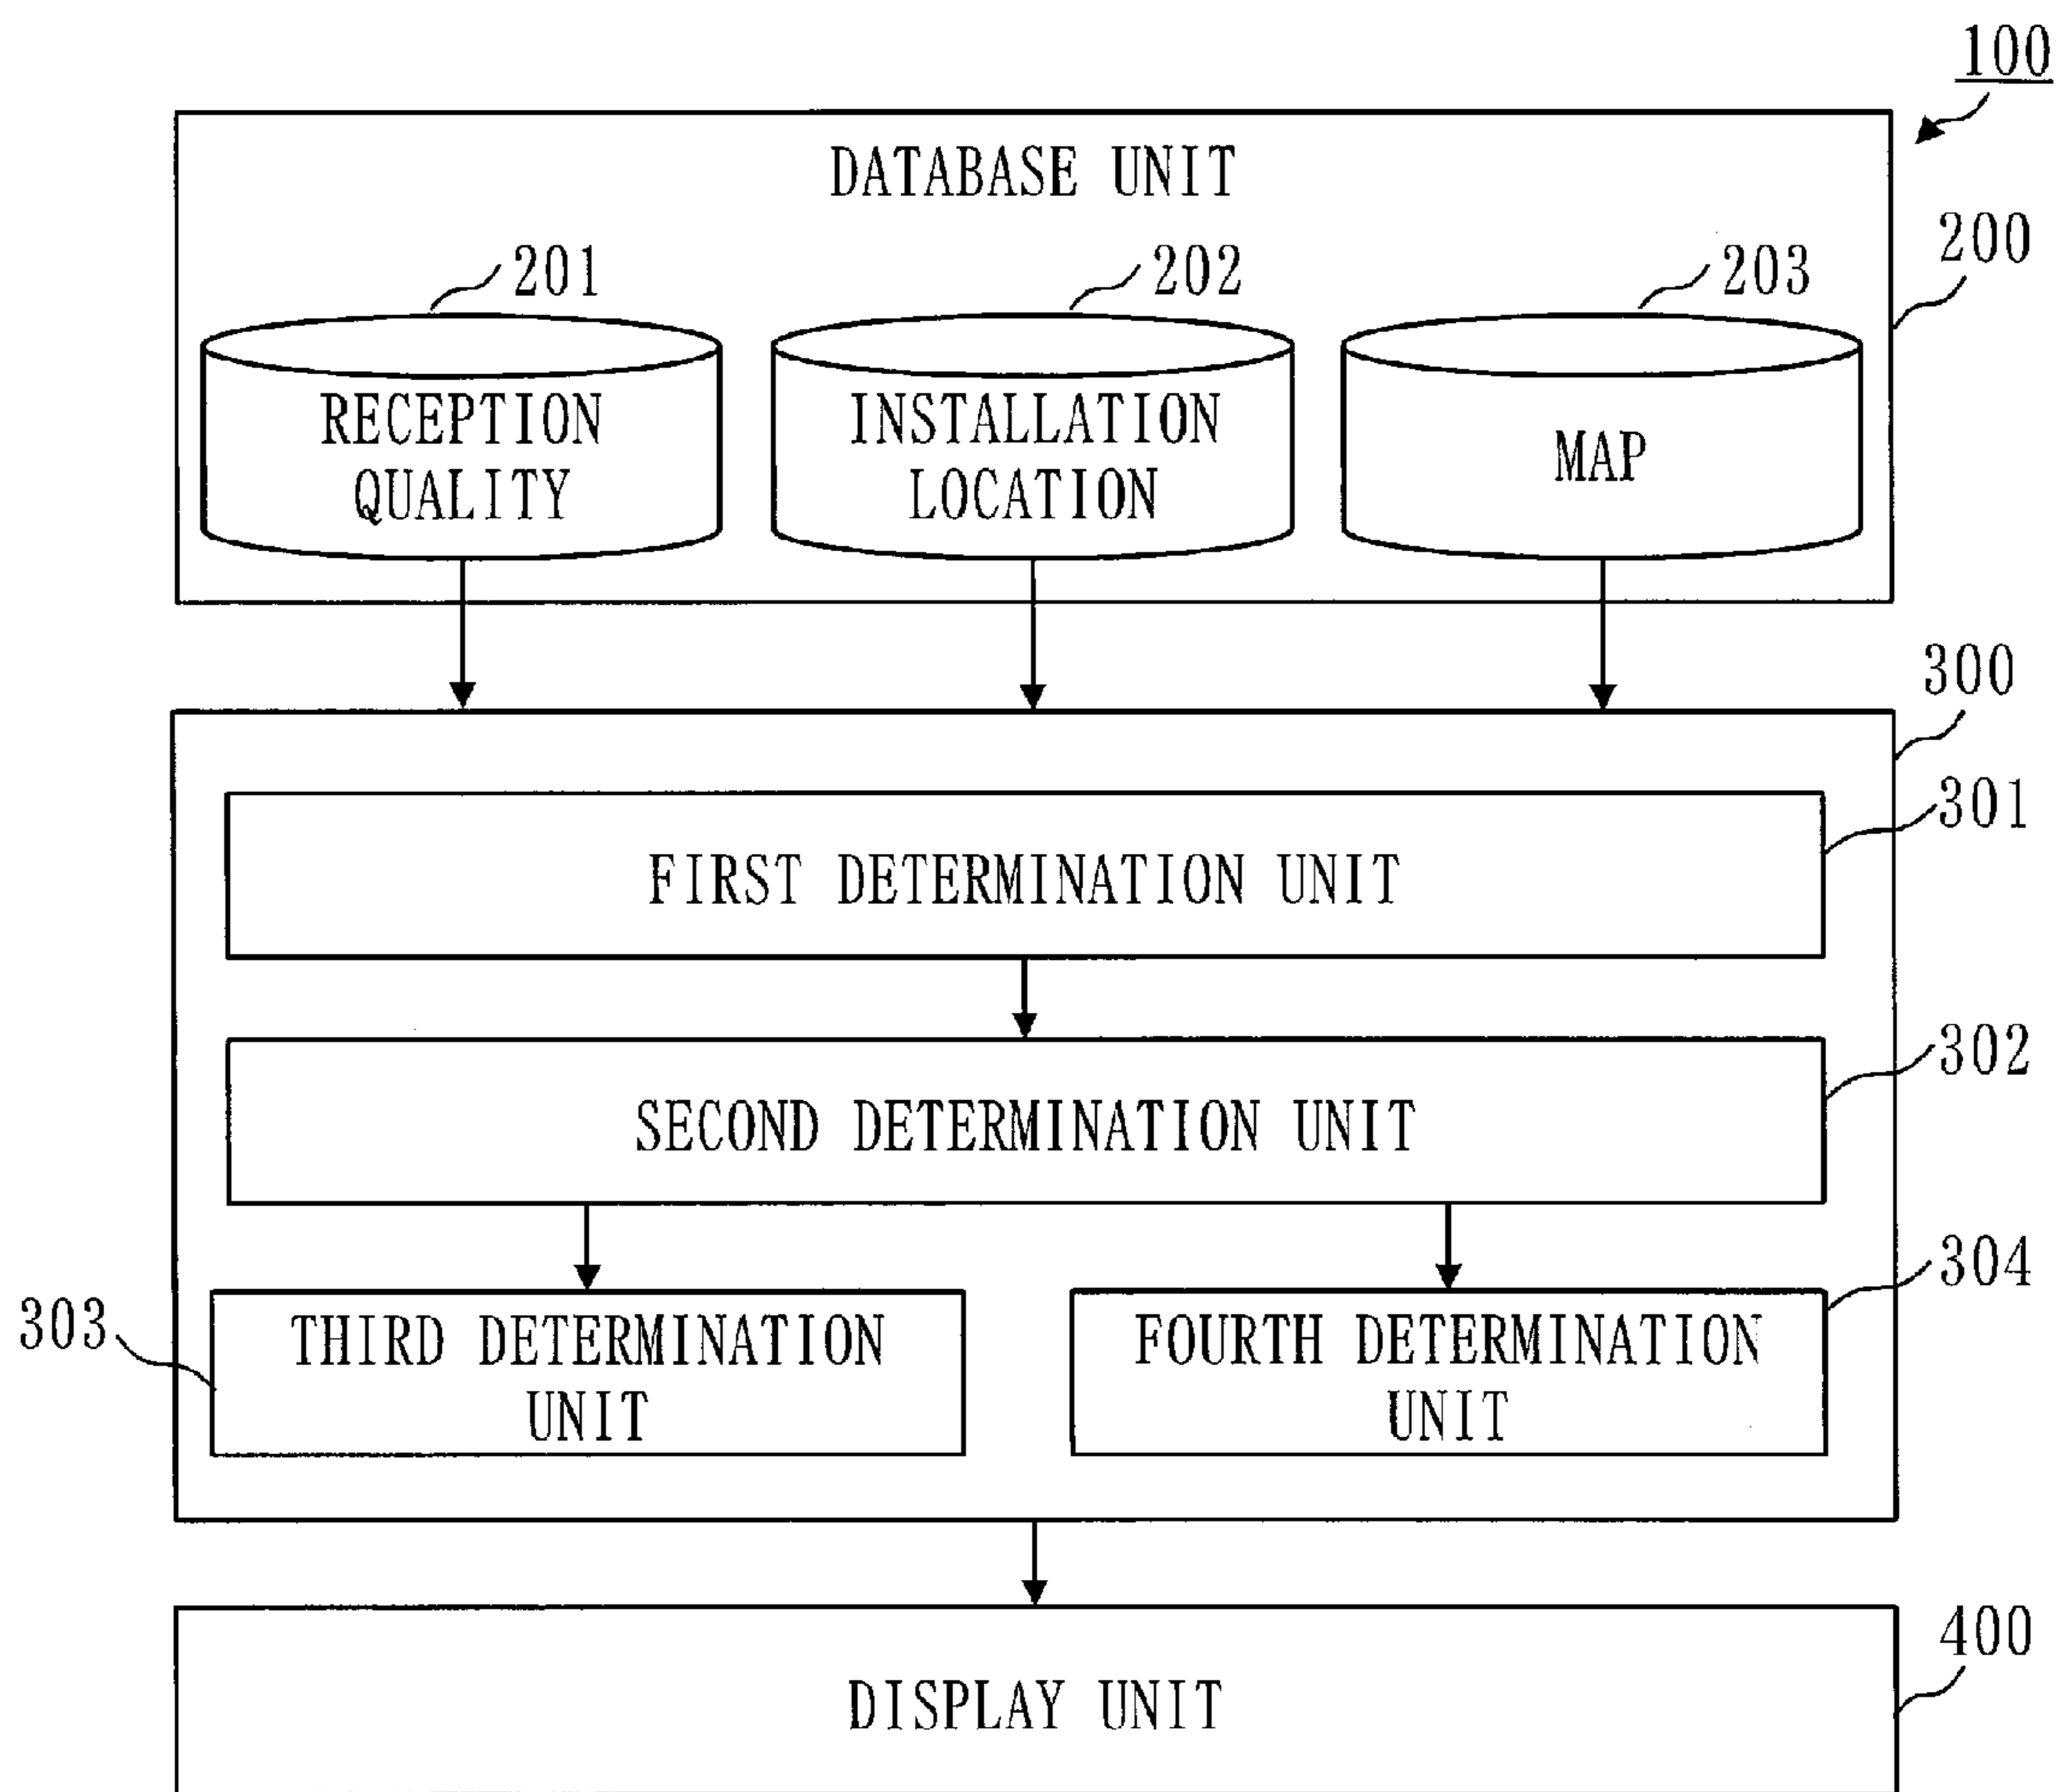 100
DATABASE UNIT
200
201
202
203
RECEPTION
QUALITY
INSTALLATION
LOCATION
MAP
300
301
FIRST DETERMINATION UNIT
302
SECOND DETERMINATION UNIT
303
304
THIRD DETERMINATION
UNIT
FOURTH DETERMINATION
UNIT
400
DISPLAY UNIT